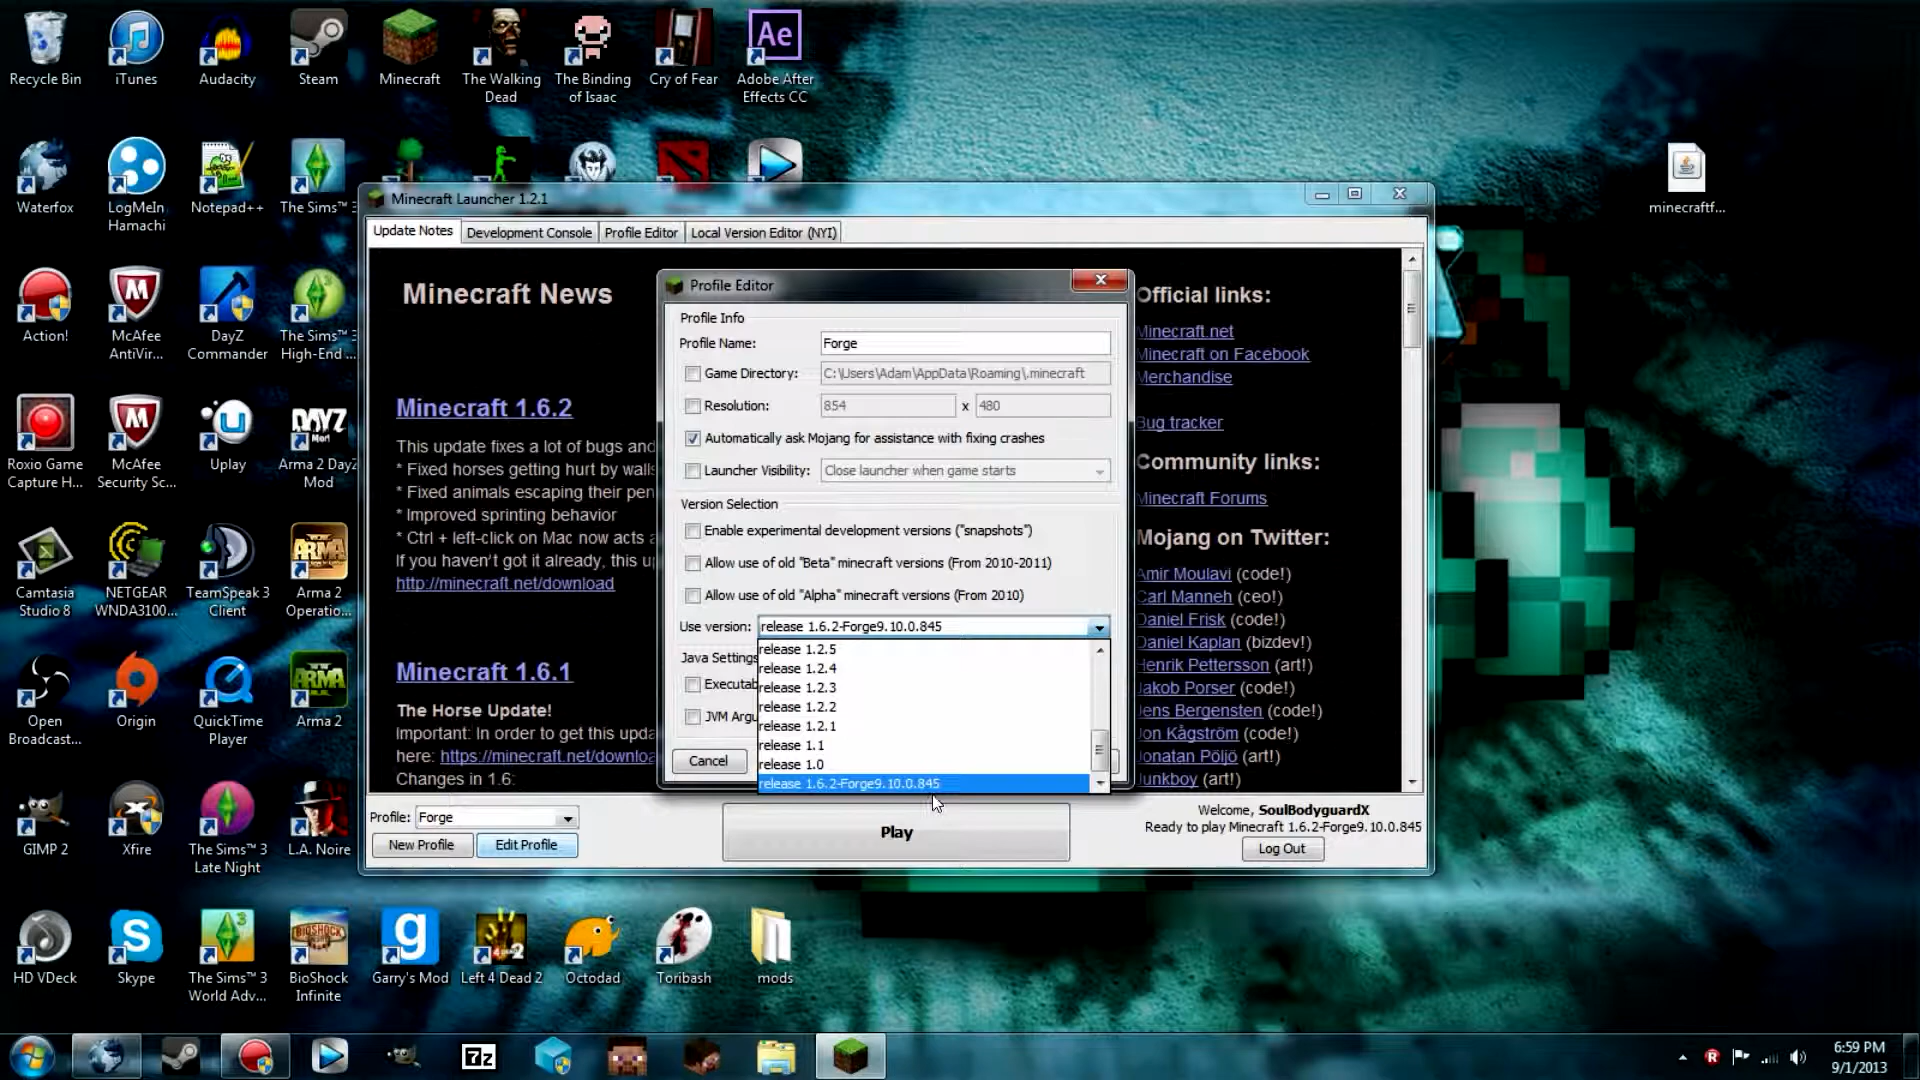 Recycle Bin
iTunes
Audacity
Steam
Minecraft
The Walking Dead
The Binding of Isaac
Cry of Fear
Ae
Adobe After Effects CC
Waterfox
LogMeIn Hamachi
Notepad++
The Sims™ 3
minecraftf...
Action!
McAfee AntiVir...
DayZ Commander
The Sims™ 3 High-End ...
Roxio Game Capture H...
McAfee Security Sc...
Uplay
DAYZ
Arma 2 DayZ Mod
Camtasia Studio 8
NETGEAR WNDA3100...
TeamSpeak 3 Client
ARMA
Arma 2 Operatio...
Open Broadcast...
Origin
QuickTime Player
ARMA
Arma 2
GIMP 2
Xfire
The Sims™ 3 Late Night
L.A. Noire
HD VDeck
Skype
The Sims™ 3 World Adv...
BIOSHOCK
BioShock Infinite
Garry's Mod
Left 4 Dead 2
Octodad
Toribash
mods
Minecraft Launcher 1.2.1
Update Notes
Development Console
Profile Editor
Local Version Editor (NYI)
Minecraft News
Minecraft 1.6.2
This update fixes a lot of bugs and
* Fixed horses getting hurt by walls
* Fixed animals escaping their pen
* Improved sprinting behavior
* Ctrl + left-click on Mac now acts a
If you haven't got it already, this u
http://minecraft.net/download
Minecraft 1.6.1
The Horse Update!
Important: In order to get this upda
here: https://minecraft.net/downloa
Changes in 1.6:
Profile Editor
Profile Info
Profile Name:
Forge
Game Directory:
C:\Users\Adam\AppData\Roaming\.minecraft
Resolution:
854
x
480
Automatically ask Mojang for assistance with fixing crashes
Launcher Visibility:
Close launcher when game starts
Version Selection
Enable experimental development versions ("snapshots")
Allow use of old "Beta" minecraft versions (From 2010-2011)
Allow use of old "Alpha" minecraft versions (From 2010)
Use version:
release 1.6.2-Forge9.10.0.845
release 1.2.5
release 1.2.4
release 1.2.3
release 1.2.2
release 1.2.1
release 1.1
release 1.0
release 1.6.2-Forge9.10.0.845
Java Settings
Executab
JVM Argu
Cancel
Official links:
Minecraft.net
Minecraft on Facebook
Merchandise
Bug tracker
Community links:
Minecraft Forums
Mojang on Twitter:
Amir Moulavi (code!)
Carl Manneh (ceo!)
Daniel Frisk (code!)
Daniel Kaplan (bizdev!)
Henrik Pettersson (art!)
Jakob Porser (code!)
Jens Bergensten (code!)
Jon Kågström (code!)
Jonatan Pöljö (art!)
Junkboy (art!)
Profile:
Forge
New Profile
Edit Profile
Play
Welcome, SoulBodyguardX
Ready to play Minecraft 1.6.2-Forge9.10.0.845
Log Out
7z
6:59 PM
9/1/2013